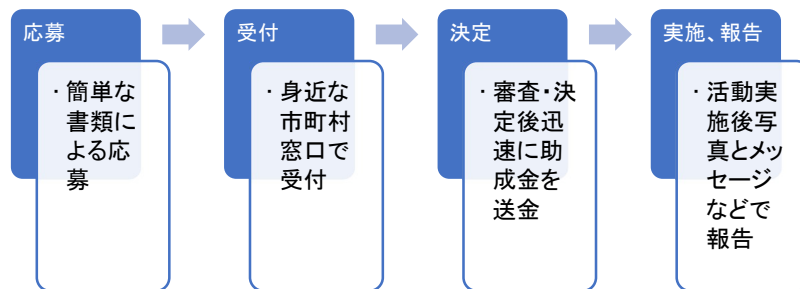 応募
・簡単な
書類に
よる応
募
受付
・身近な
市町村
窓口で
受付
決定
・審査・決
定後迅
速に助
成金を
送金
実施、報告
・活動実
施後写
真とメッ
セージ
などで
報告